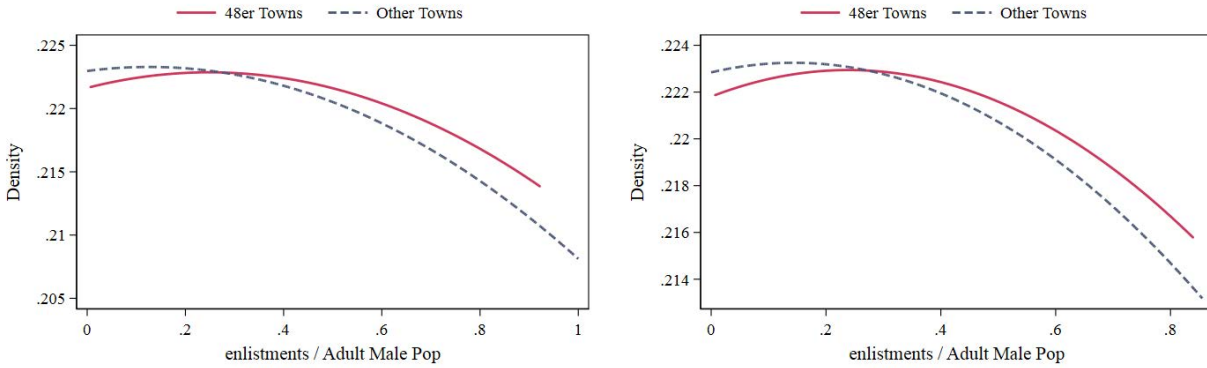 48er Towns Other Towns
.225
.22
.215
.21
.205
Density
0 .2 .4 .6 .8 1
enlistments / Adult Male Pop
48er Towns Other Towns
.224
.222
.22
.218
.216
.214
Density
0 .2 .4 .6 .8
enlistments / Adult Male Pop